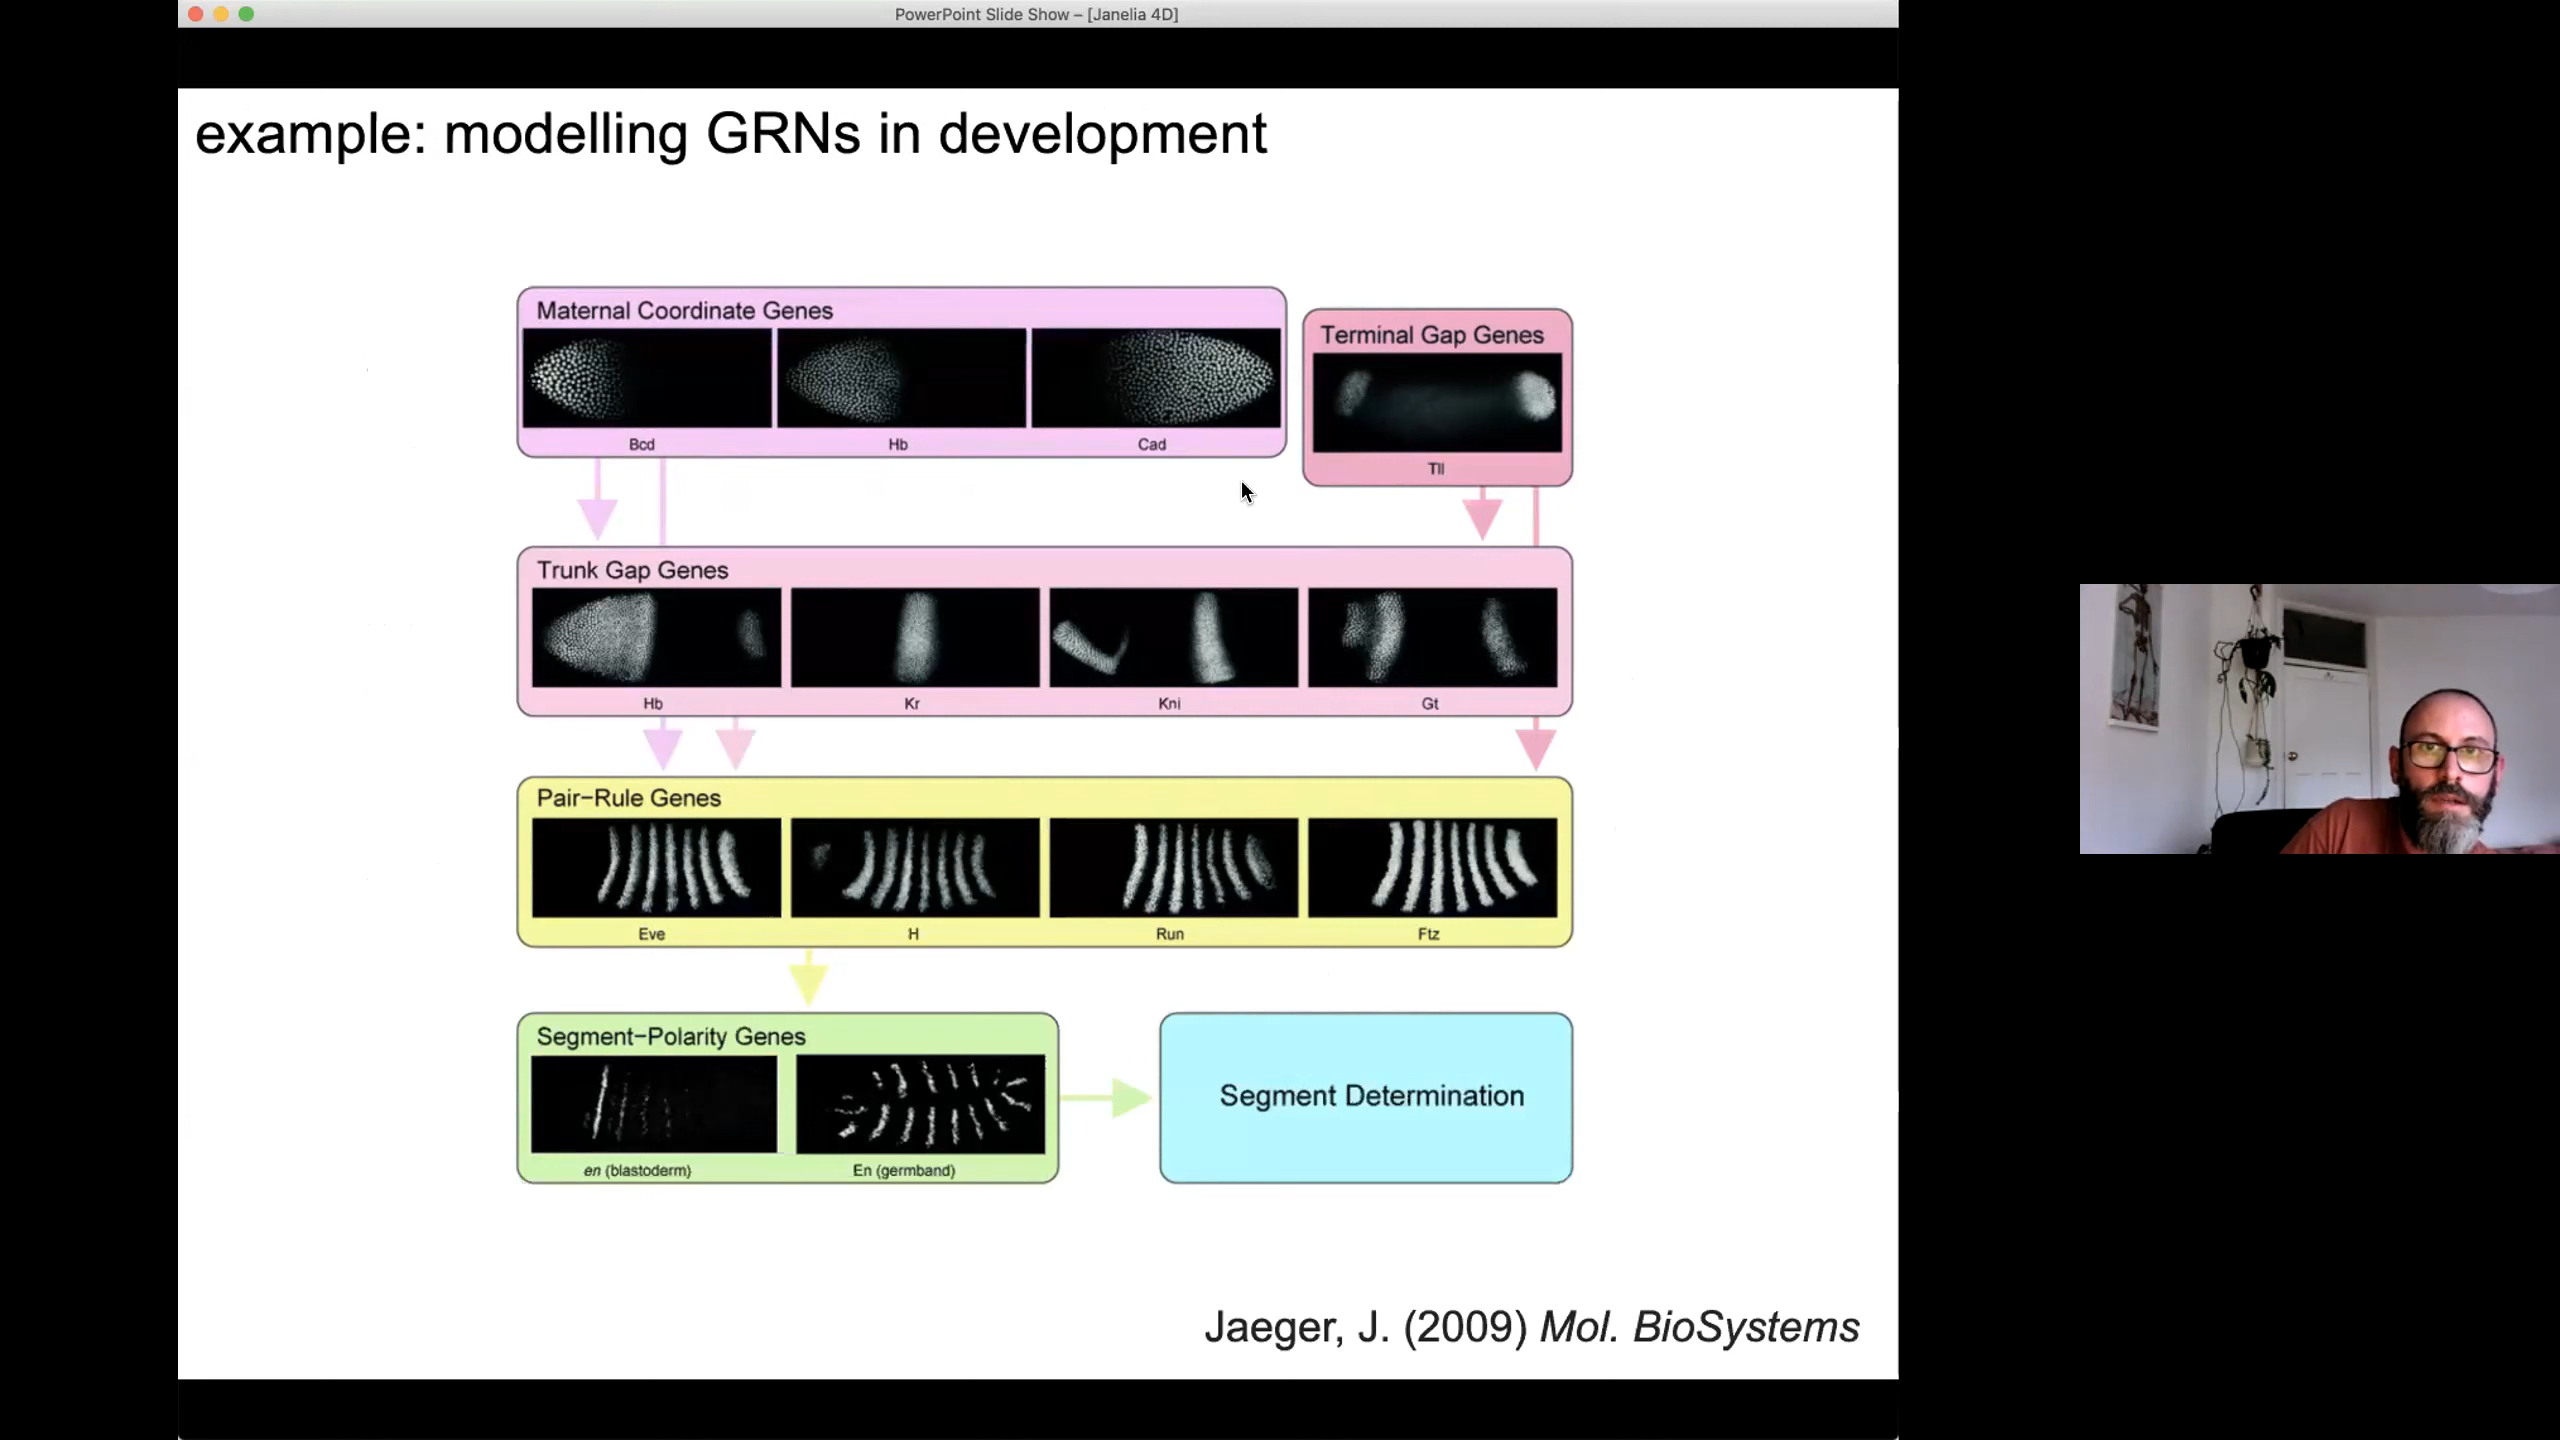 PowerPoint Slide Show – [Janelia 4D]
example: modelling GRNs in development
Maternal Coordinate Genes
Bcd
Hb
Cad
Terminal Gap Genes
Tll
Trunk Gap Genes
Hb
Kr
Kni
Gt
Pair−Rule Genes
Eve
H
Run
Ftz
Segment−Polarity Genes
en (blastoderm)
En (germband)
Segment Determination
Jaeger, J. (2009) Mol. BioSystems